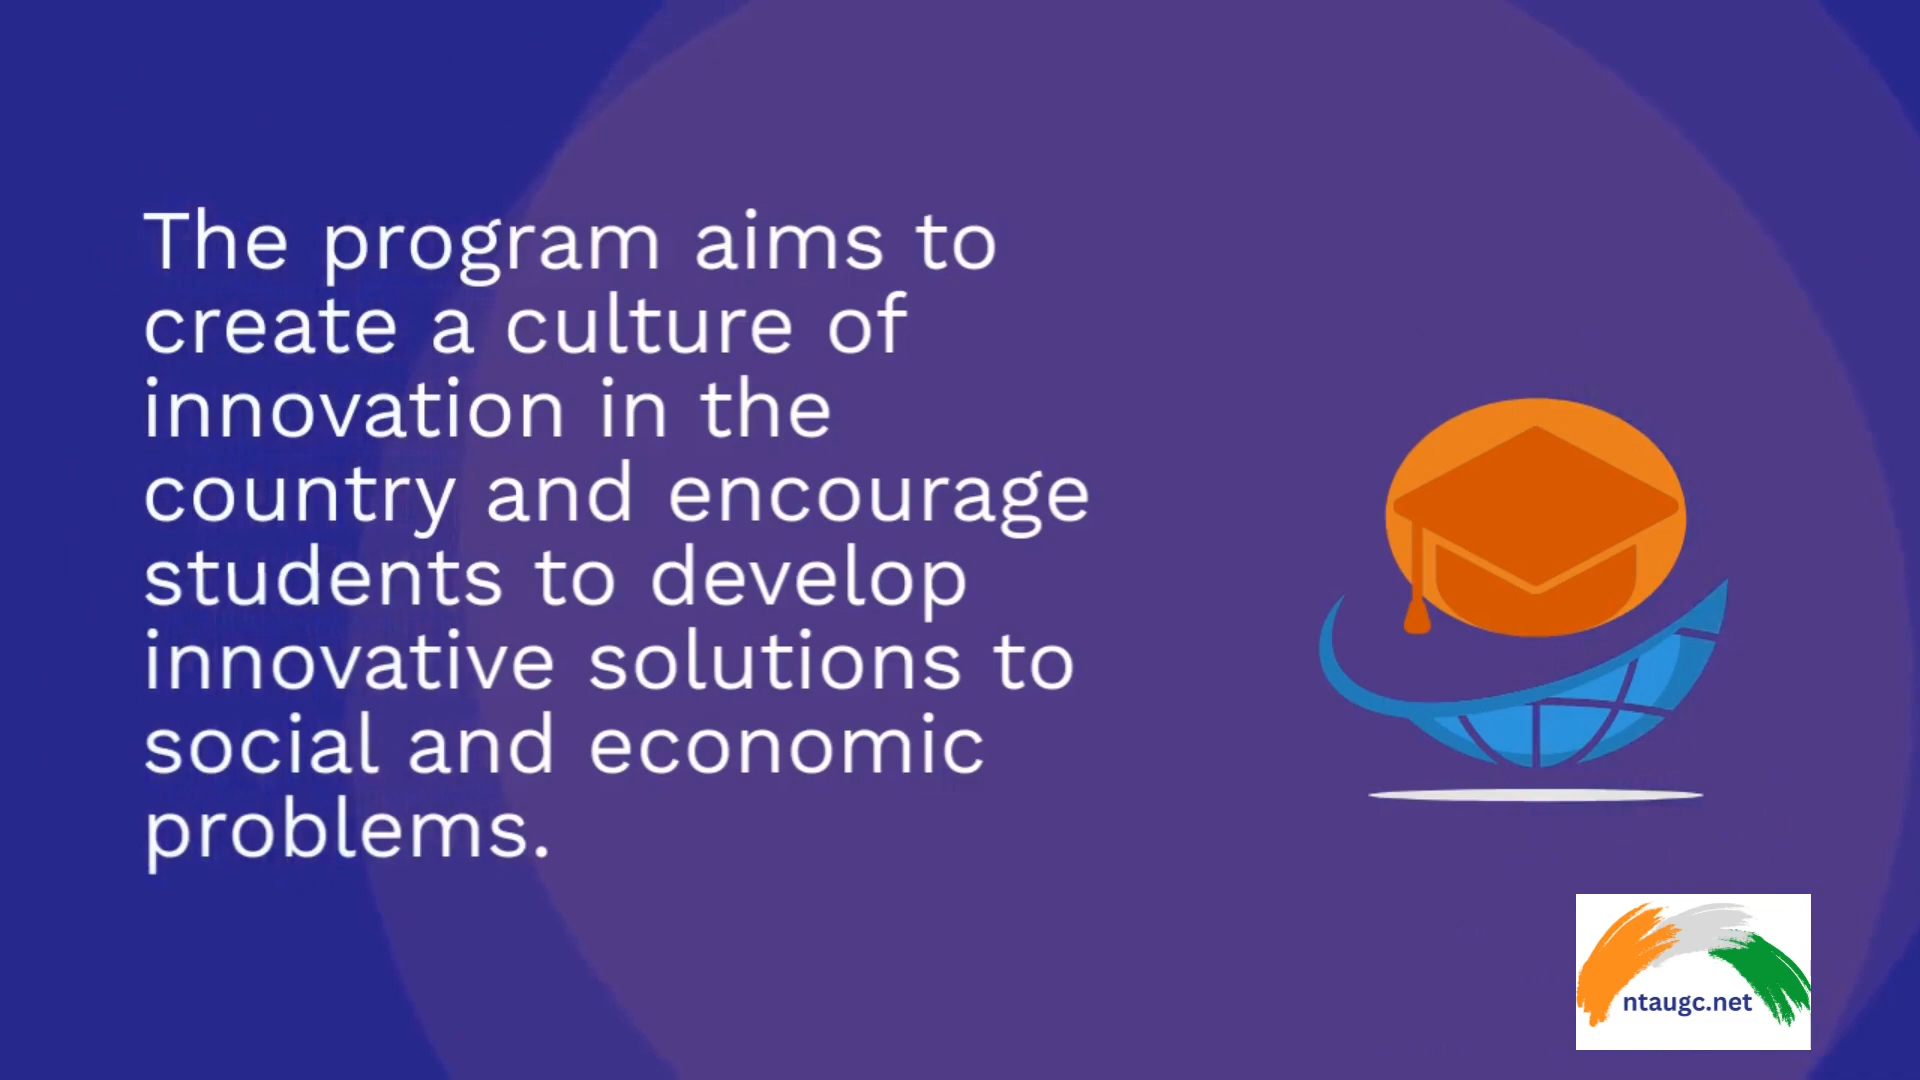 The program aims to
create a culture of
innovation in the
country and encourage
students to develop
innovative solutions to
social and economic
problems.
ntaugc.net